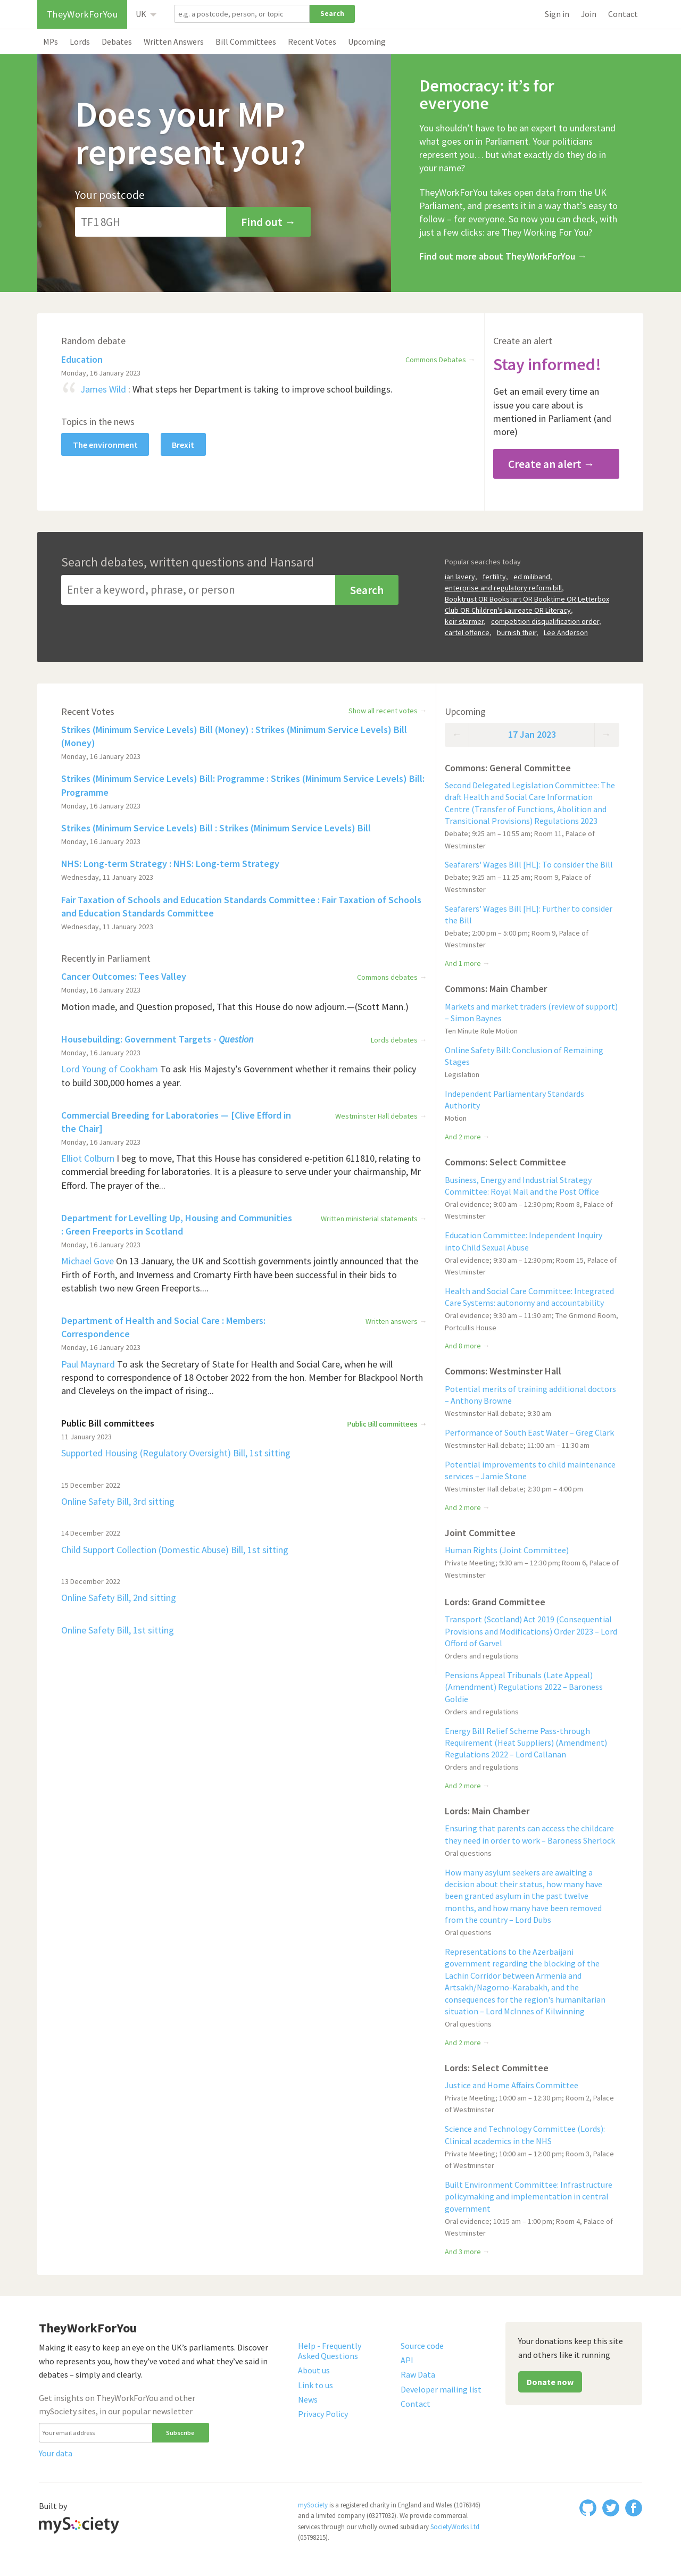 TheyWorkForYou
UK
e.g. a postcode, person, or topic
Search
Sign in
Join
Contact
MPs
Lords
Debates
Written Answers
Bill Committees
Recent Votes
Upcoming
Does your MP
represent you?
Your postcode
TF1 8GH
Find out →
Democracy: it’s for
everyone
You shouldn’t have to be an expert to understand
what goes on in Parliament. Your politicians
represent you… but what exactly do they do in
your name?
TheyWorkForYou takes open data from the UK
Parliament, and presents it in a way that’s easy to
follow – for everyone. So now you can check, with
just a few clicks: are They Working For You?
Find out more about TheyWorkForYou →
Random debate
Education
Commons Debates →
Monday, 16 January 2023
“ James Wild : What steps her Department is taking to improve school buildings.
Topics in the news
The environment
Brexit
Create an alert
Stay informed!
Get an email every time an
issue you care about is
mentioned in Parliament (and
more)
Create an alert →
Search debates, written questions and Hansard
Enter a keyword, phrase, or person
Search
Popular searches today
ian lavery, fertility, ed miliband,
enterprise and regulatory reform bill,
Booktrust OR Bookstart OR Booktime OR Letterbox
Club OR Children's Laureate OR Literacy,
keir starmer, competition disqualification order,
cartel offence, burnish their, Lee Anderson
Recent Votes
Show all recent votes →
Strikes (Minimum Service Levels) Bill (Money) : Strikes (Minimum Service Levels) Bill
(Money)
Monday, 16 January 2023
Strikes (Minimum Service Levels) Bill: Programme : Strikes (Minimum Service Levels) Bill:
Programme
Monday, 16 January 2023
Strikes (Minimum Service Levels) Bill : Strikes (Minimum Service Levels) Bill
Monday, 16 January 2023
NHS: Long-term Strategy : NHS: Long-term Strategy
Wednesday, 11 January 2023
Fair Taxation of Schools and Education Standards Committee : Fair Taxation of Schools
and Education Standards Committee
Wednesday, 11 January 2023
Recently in Parliament
Cancer Outcomes: Tees Valley
Commons debates →
Monday, 16 January 2023
Motion made, and Question proposed, That this House do now adjourn.—(Scott Mann.)
Housebuilding: Government Targets - Question
Lords debates →
Monday, 16 January 2023
Lord Young of Cookham To ask His Majesty’s Government whether it remains their policy
to build 300,000 homes a year.
Commercial Breeding for Laboratories — [Clive Efford in
the Chair]
Westminster Hall debates →
Monday, 16 January 2023
Elliot Colburn I beg to move, That this House has considered e-petition 611810, relating to
commercial breeding for laboratories. It is a pleasure to serve under your chairmanship, Mr
Efford. The prayer of the...
Department for Levelling Up, Housing and Communities
: Green Freeports in Scotland
Written ministerial statements →
Monday, 16 January 2023
Michael Gove On 13 January, the UK and Scottish governments jointly announced that the
Firth of Forth, and Inverness and Cromarty Firth have been successful in their bids to
establish two new Green Freeports....
Department of Health and Social Care : Members:
Correspondence
Written answers →
Monday, 16 January 2023
Paul Maynard To ask the Secretary of State for Health and Social Care, when he will
respond to correspondence of 18 October 2022 from the hon. Member for Blackpool North
and Cleveleys on the impact of rising...
Public Bill committees
Public Bill committees →
11 January 2023
Supported Housing (Regulatory Oversight) Bill, 1st sitting
15 December 2022
Online Safety Bill, 3rd sitting
14 December 2022
Child Support Collection (Domestic Abuse) Bill, 1st sitting
13 December 2022
Online Safety Bill, 2nd sitting
Online Safety Bill, 1st sitting
Upcoming
← 17 Jan 2023 →
Commons: General Committee
Second Delegated Legislation Committee: The
draft Health and Social Care Information
Centre (Transfer of Functions, Abolition and
Transitional Provisions) Regulations 2023
Debate; 9:25 am – 10:55 am; Room 11, Palace of
Westminster
Seafarers' Wages Bill [HL]: To consider the Bill
Debate; 9:25 am – 11:25 am; Room 9, Palace of
Westminster
Seafarers' Wages Bill [HL]: Further to consider
the Bill
Debate; 2:00 pm – 5:00 pm; Room 9, Palace of
Westminster
And 1 more →
Commons: Main Chamber
Markets and market traders (review of support)
– Simon Baynes
Ten Minute Rule Motion
Online Safety Bill: Conclusion of Remaining
Stages
Legislation
Independent Parliamentary Standards
Authority
Motion
And 2 more →
Commons: Select Committee
Business, Energy and Industrial Strategy
Committee: Royal Mail and the Post Office
Oral evidence; 9:00 am – 12:30 pm; Room 8, Palace of
Westminster
Education Committee: Independent Inquiry
into Child Sexual Abuse
Oral evidence; 9:30 am – 12:30 pm; Room 15, Palace of
Westminster
Health and Social Care Committee: Integrated
Care Systems: autonomy and accountability
Oral evidence; 9:30 am – 11:30 am; The Grimond Room,
Portcullis House
And 8 more →
Commons: Westminster Hall
Potential merits of training additional doctors
– Anthony Browne
Westminster Hall debate; 9:30 am
Performance of South East Water – Greg Clark
Westminster Hall debate; 11:00 am – 11:30 am
Potential improvements to child maintenance
services – Jamie Stone
Westminster Hall debate; 2:30 pm – 4:00 pm
And 2 more →
Joint Committee
Human Rights (Joint Committee)
Private Meeting; 9:30 am – 12:30 pm; Room 6, Palace of
Westminster
Lords: Grand Committee
Transport (Scotland) Act 2019 (Consequential
Provisions and Modifications) Order 2023 – Lord
Offord of Garvel
Orders and regulations
Pensions Appeal Tribunals (Late Appeal)
(Amendment) Regulations 2022 – Baroness
Goldie
Orders and regulations
Energy Bill Relief Scheme Pass-through
Requirement (Heat Suppliers) (Amendment)
Regulations 2022 – Lord Callanan
Orders and regulations
And 2 more →
Lords: Main Chamber
Ensuring that parents can access the childcare
they need in order to work – Baroness Sherlock
Oral questions
How many asylum seekers are awaiting a
decision about their status, how many have
been granted asylum in the past twelve
months, and how many have been removed
from the country – Lord Dubs
Oral questions
Representations to the Azerbaijani
government regarding the blocking of the
Lachin Corridor between Armenia and
Artsakh/Nagorno-Karabakh, and the
consequences for the region's humanitarian
situation – Lord McInnes of Kilwinning
Oral questions
And 2 more →
Lords: Select Committee
Justice and Home Affairs Committee
Private Meeting; 10:00 am – 12:30 pm; Room 2, Palace
of Westminster
Science and Technology Committee (Lords):
Clinical academics in the NHS
Private Meeting; 10:00 am – 12:00 pm; Room 3, Palace
of Westminster
Built Environment Committee: Infrastructure
policymaking and implementation in central
government
Oral evidence; 10:15 am – 1:00 pm; Room 4, Palace of
Westminster
And 3 more →
TheyWorkForYou
Making it easy to keep an eye on the UK’s parliaments. Discover
who represents you, how they’ve voted and what they’ve said in
debates – simply and clearly.
Get insights on TheyWorkForYou and other
mySociety sites, in our popular newsletter
Your email address
Subscribe
Your data
Help - Frequently
Asked Questions
About us
Link to us
News
Privacy Policy
Source code
API
Raw Data
Developer mailing list
Contact
Your donations keep this site
and others like it running
Donate now
Built by
mySociety
mySociety is a registered charity in England and Wales (1076346)
and a limited company (03277032). We provide commercial
services through our wholly owned subsidiary SocietyWorks Ltd
(05798215).